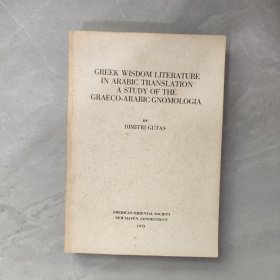 GREEK WISDOM LITERATURE
IN ARABIC TRANSLATION
A STUDY OF THE
GRAECO-ARABIC GNOMOLOGIA
BY
DIMITRI GUTAS
AMERICAN ORIENTAL SOCIETY
NEW HAVEN, CONNECTICUT
1975